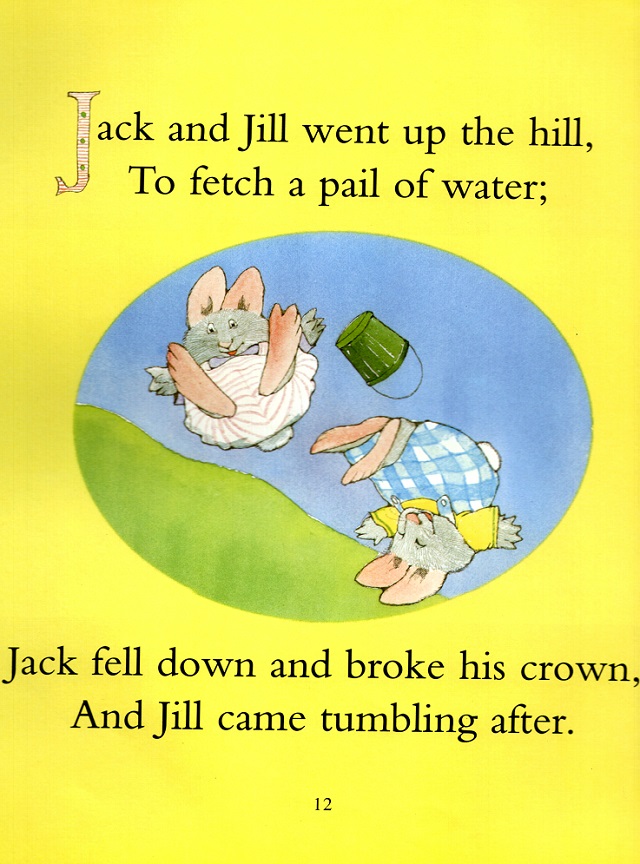 Jack and Jill went up the hill,
To fetch a pail of water;
Jack fell down and broke his crown,
And Jill came tumbling after.
12